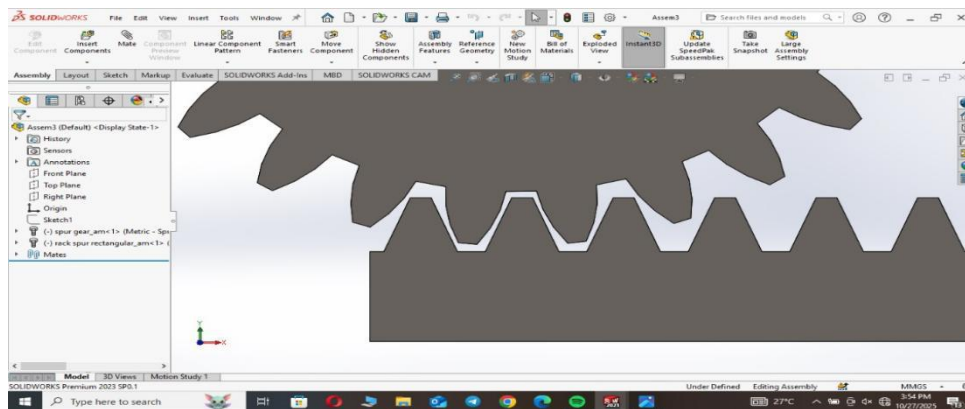 SOLIDWORKS File Edit View Insert Tools Window Assem3 Search files and models
Edit Component
Insert Components
Mate
Component Preview Window
Linear Component Pattern
Smart Fasteners
Move Component
Show Hidden Components
Assembly Features
Reference Geometry
New Motion Study
Bill of Materials
Exploded View
Instant3D
Update SpeedPak Subassemblies
Take Snapshot
Large Assembly Settings
Assembly Layout Sketch Markup Evaluate SOLIDWORKS Add-Ins MBD SOLIDWORKS CAM
Assem3 (Default) <Display State-1>
History
Sensors
Annotations
Front Plane
Top Plane
Right Plane
Origin
Sketch1
(-) spur gear_am<1> (Metric - Spu
(-) rack spur rectangular_am<1> (
Mates
Y
X
Model 3D Views Motion Study 1
SOLIDWORKS Premium 2023 SP0.1 Under Defined Editing Assembly MMGS
Type here to search 27°C 3:54 PM
10/27/2025